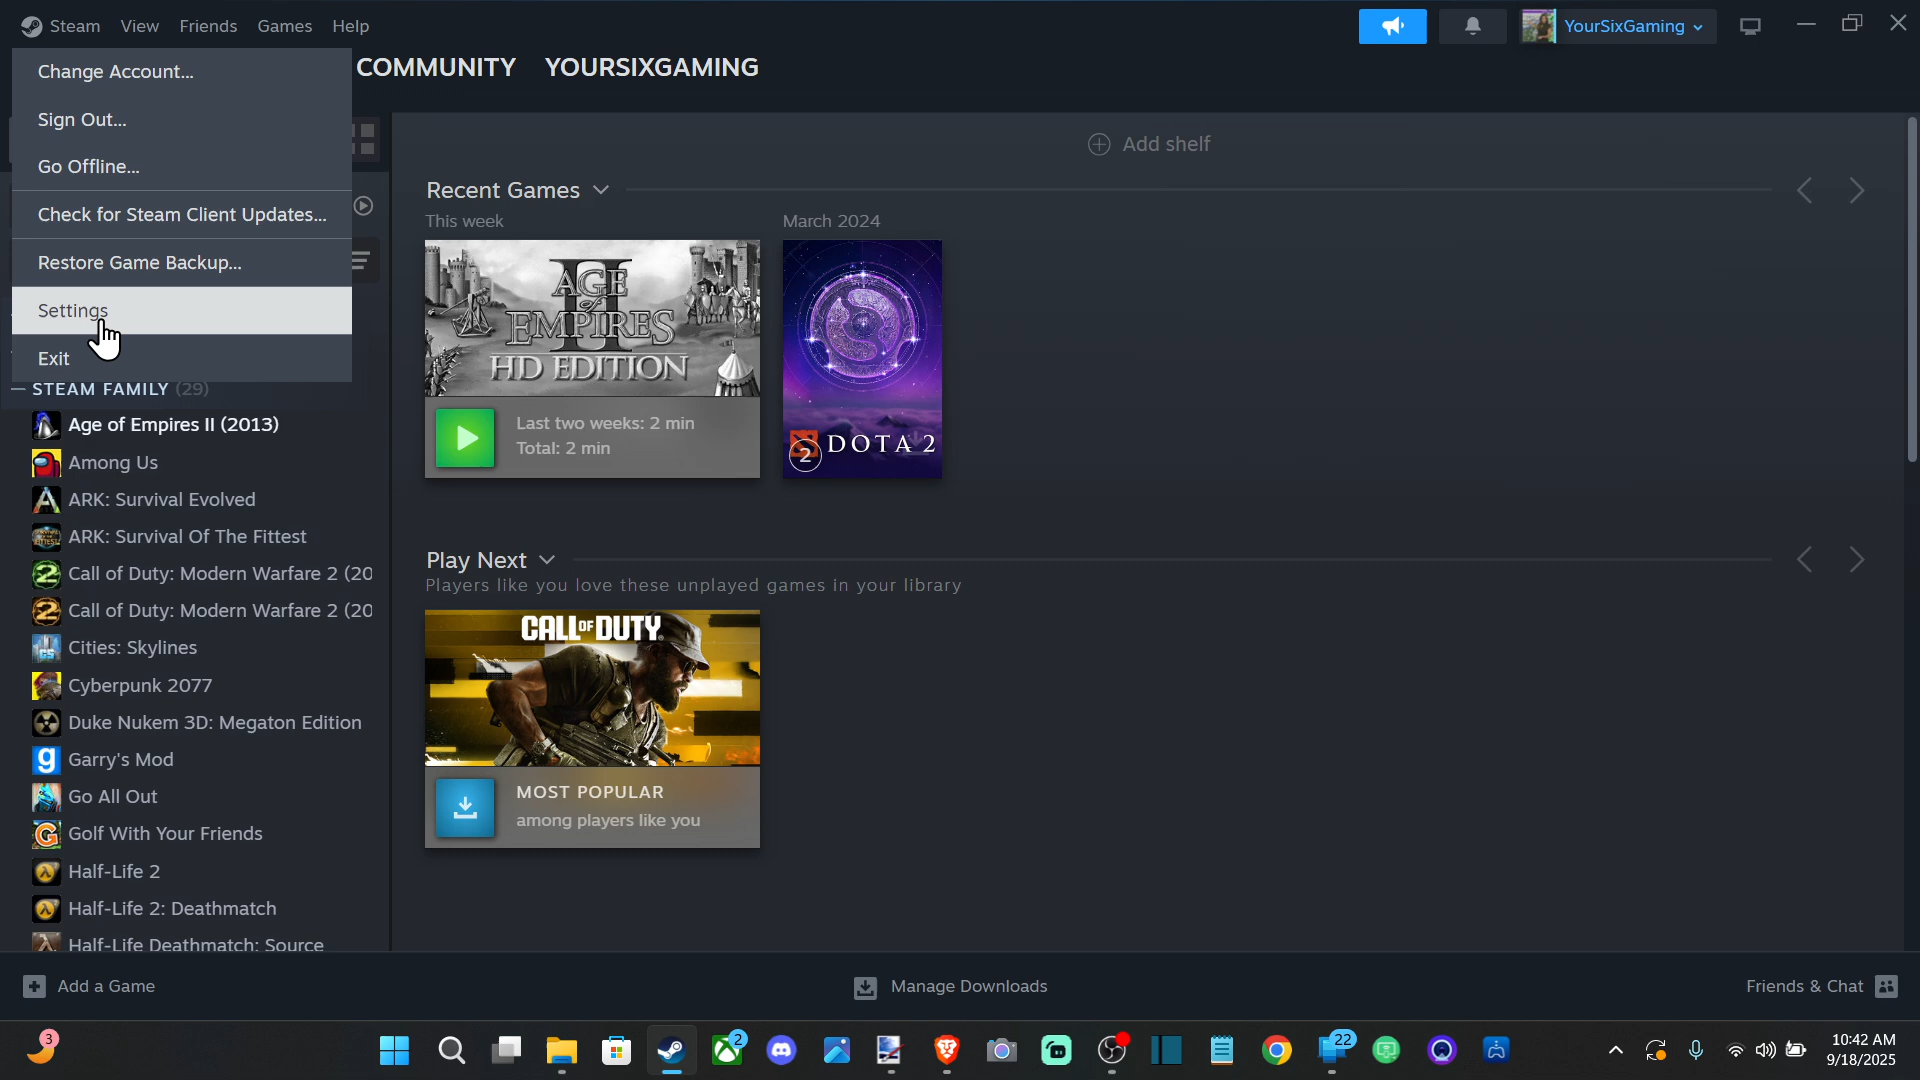 Steam View Friends Games Help
YourSixGaming
COMMUNITY YOURSIXGAMING
Change Account...
Sign Out...
Go Offline...
Check for Steam Client Updates...
Restore Game Backup...
Settings
Exit
STEAM FAMILY (29)
Age of Empires II (2013)
Among Us
ARK: Survival Evolved
ARK: Survival Of The Fittest
Call of Duty: Modern Warfare 2 (20
Call of Duty: Modern Warfare 2 (20
Cities: Skylines
Cyberpunk 2077
Duke Nukem 3D: Megaton Edition
Garry's Mod
Go All Out
Golf With Your Friends
Half-Life 2
Half-Life 2: Deathmatch
Half-Life Deathmatch: Source
Add shelf
Recent Games
This week
March 2024
AGE of EMPIRES II
HD EDITION
Last two weeks: 2 min
Total: 2 min
DOTA 2
2
Play Next
Players like you love these unplayed games in your library
CALL OF DUTY
MOST POPULAR
among players like you
Add a Game
Manage Downloads
Friends & Chat
3
2
22
10:42 AM
9/18/2025